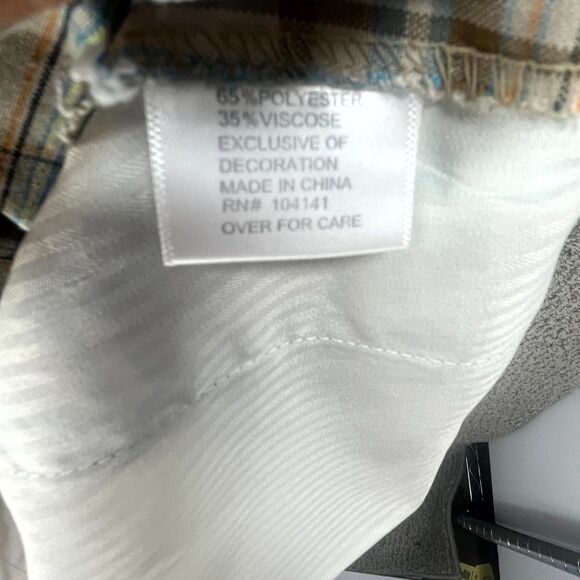 65%POLYESTER
35%VISCOSE
EXCLUSIVE OF
DECORATION
MADE IN CHINA
RN# 104141
OVER FOR CARE